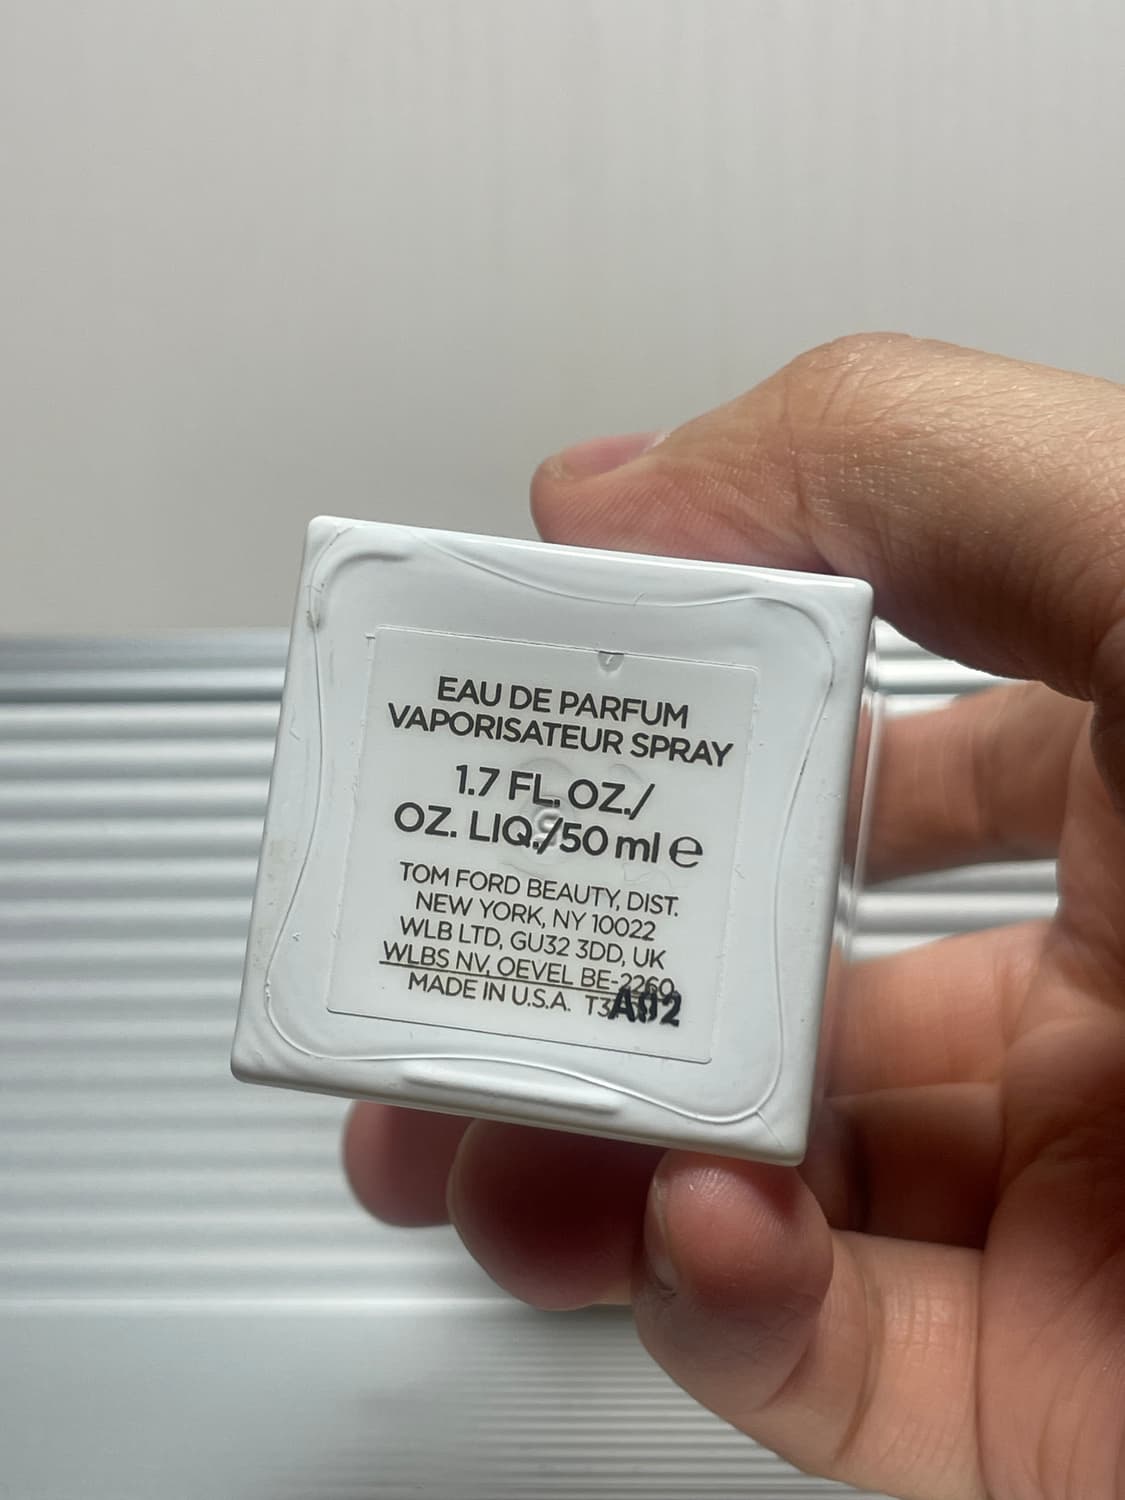 EAU DE PARFUM
VAPORISATEUR SPRAY
1.7 FL. OZ./
OZ. LIQ./50 ml ℮
TOM FORD BEAUTY, DIST.
NEW YORK, NY 10022
WLB LTD, GU32 3DD, UK
WLBS NV, OEVEL BE-2260
MADE IN U.S.A.
A02